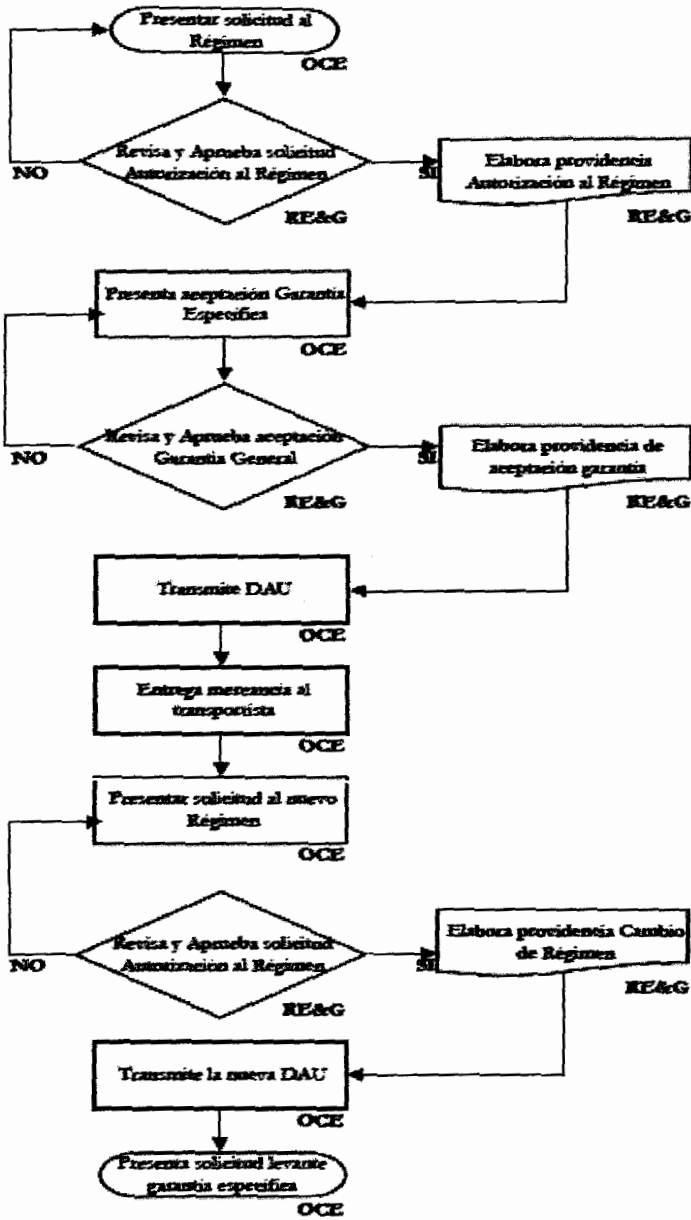 Presentar solicitud al
Régimen
OCE
Revisa y Aprueba solicitud
Autorización al Régimen
NO
SI
RE&G
Elabora providencia
Autorización al Régimen
RE&G
Presenta aceptación Garantía
Especifica
OCE
Revisa y Aprueba aceptación
Garantia General
NO
SI
RE&G
Elabora providencia de
aceptación garantía
RE&G
Transmite DAU
OCE
Entrega mercancía al
transportista
OCE
Presentar solicitud al nuevo
Régimen
OCE
Revisa y Aprueba solicitud
Autorización al Régimen
NO
SI
RE&G
Elabora providencia Cambio
de Régimen
RE&G
Transmite la nueva DAU
OCE
Presenta solicitud levante
garantía especifica
OCE